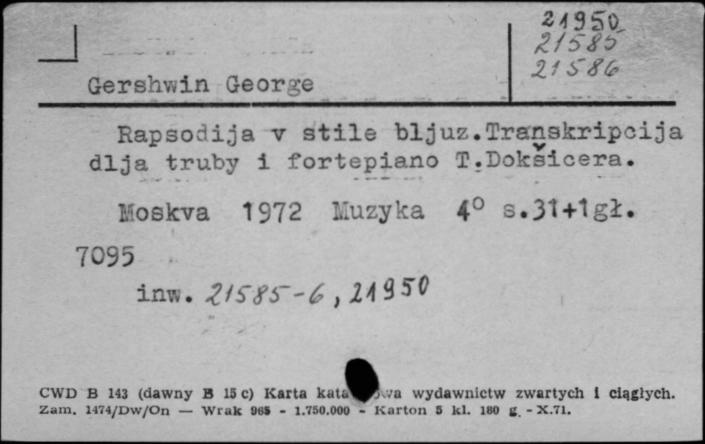 21950
21585
21586
Gershwin George
Rapsodija v stile bljuz.Transkripcija
dlja truby i fortepiano T.Dokšicera.
Moskva 1972 Muzyka 4° s.31+1gł.
7095
inw. 21585-6, 21950
CWD B 143 (dawny B 15 c) Karta wydawnictw zwartych i ciągłych.
Zam. 1474/Dw/On — Wrak 965 - 1.750.000 - Karton 5 kl. 180 g. - X.71.